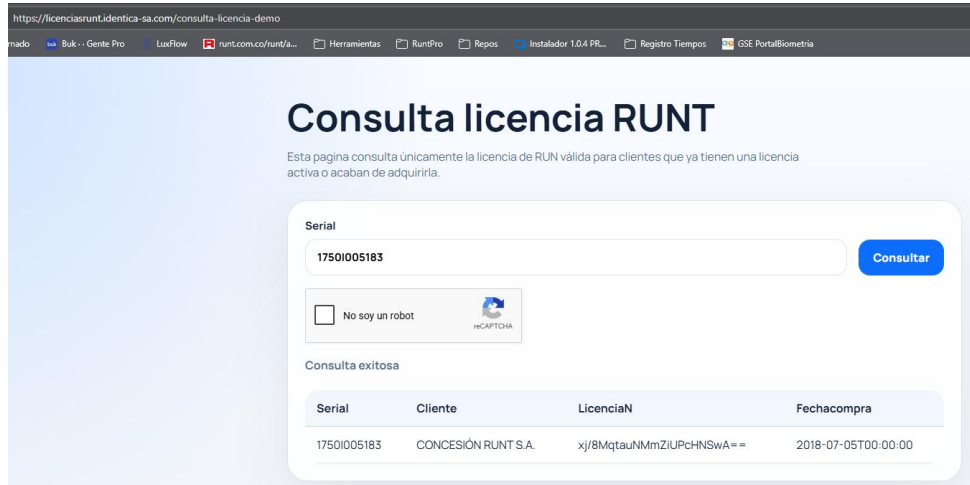 https://licenciasrunt.identica-sa.com/consulta-licencia-demo
rnado buk Buk - - Gente Pro LuxFlow runt.com.co/runt/a... Herramientas RuntPro Repos Instalador 1.0.4 PR... Registro Tiempos GSE PortalBiometria
Consulta licencia RUNT
Esta pagina consulta únicamente la licencia de RUN válida para clientes que ya tienen una licencia
activa o acaban de adquirirla.
Serial
1750I005183
Consultar
No soy un robot
reCAPTCHA
Consulta exitosa
Serial Cliente LicenciaN Fechacompra
1750I005183 CONCESIÓN RUNT S.A. xj/8MqtauNMmZiUPcHNSwA== 2018-07-05T00:00:00